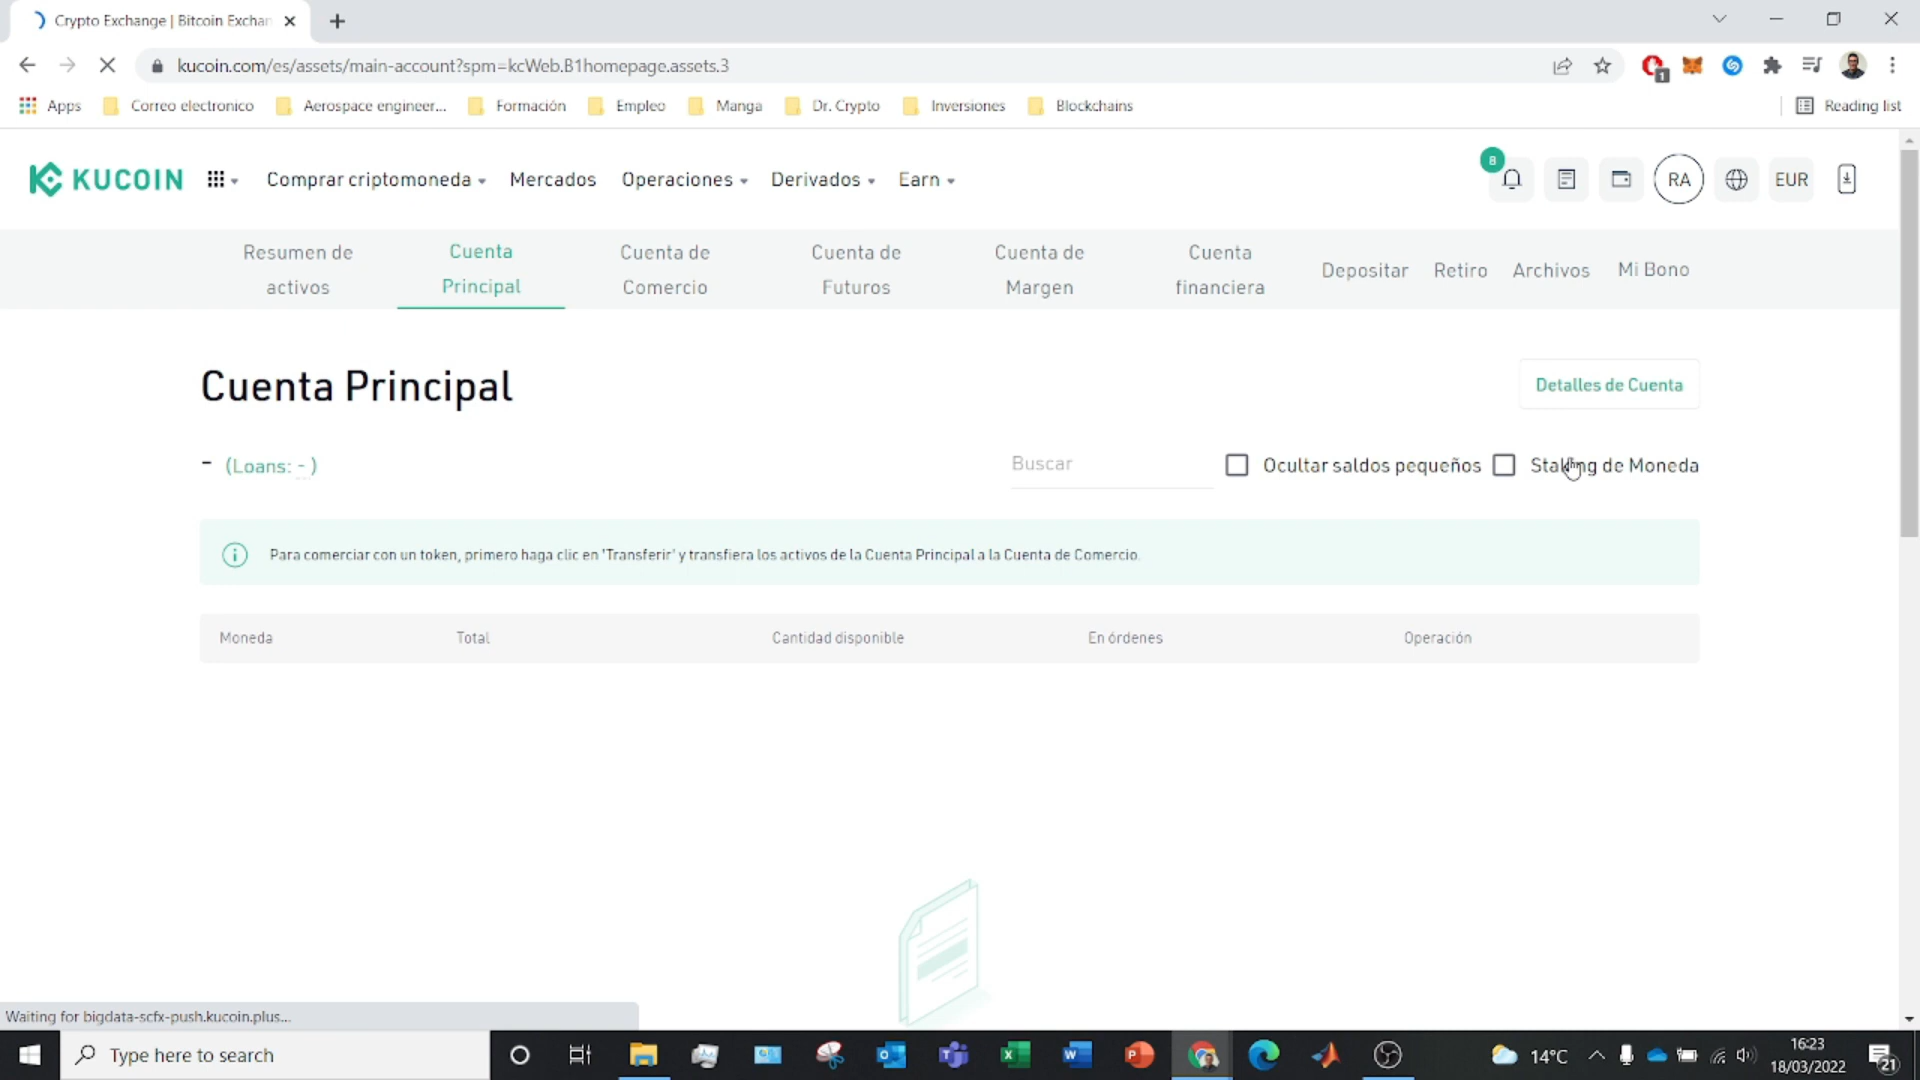 Crypto Exchange | Bitcoin Exchan
kucoin.com/es/assets/main-account?spm=kcWeb.B1homepage.assets.3
1
Apps
Correo electronico
Aerospace engineer...
Formación
Empleo
Manga
Dr. Crypto
Inversiones
Blockchains
Reading list
KUCOIN
Comprar criptomoneda
Mercados
Operaciones
Derivados
Earn
8
RA
EUR
Resumen de
activos
Cuenta
Principal
Cuenta de
Comercio
Cuenta de
Futuros
Cuenta de
Margen
Cuenta
financiera
Depositar
Retiro
Archivos
Mi Bono
Cuenta Principal
Detalles de Cuenta
- (Loans: - )
Buscar
Ocultar saldos pequeños
Staking de Moneda
Para comerciar con un token, primero haga clic en 'Transferir' y transfiera los activos de la Cuenta Principal a la Cuenta de Comercio.
Moneda
Total
Cantidad disponible
En órdenes
Operación
Waiting for bigdata-scfx-push.kucoin.plus...
Type here to search
14°C
16:23
18/03/2022
21